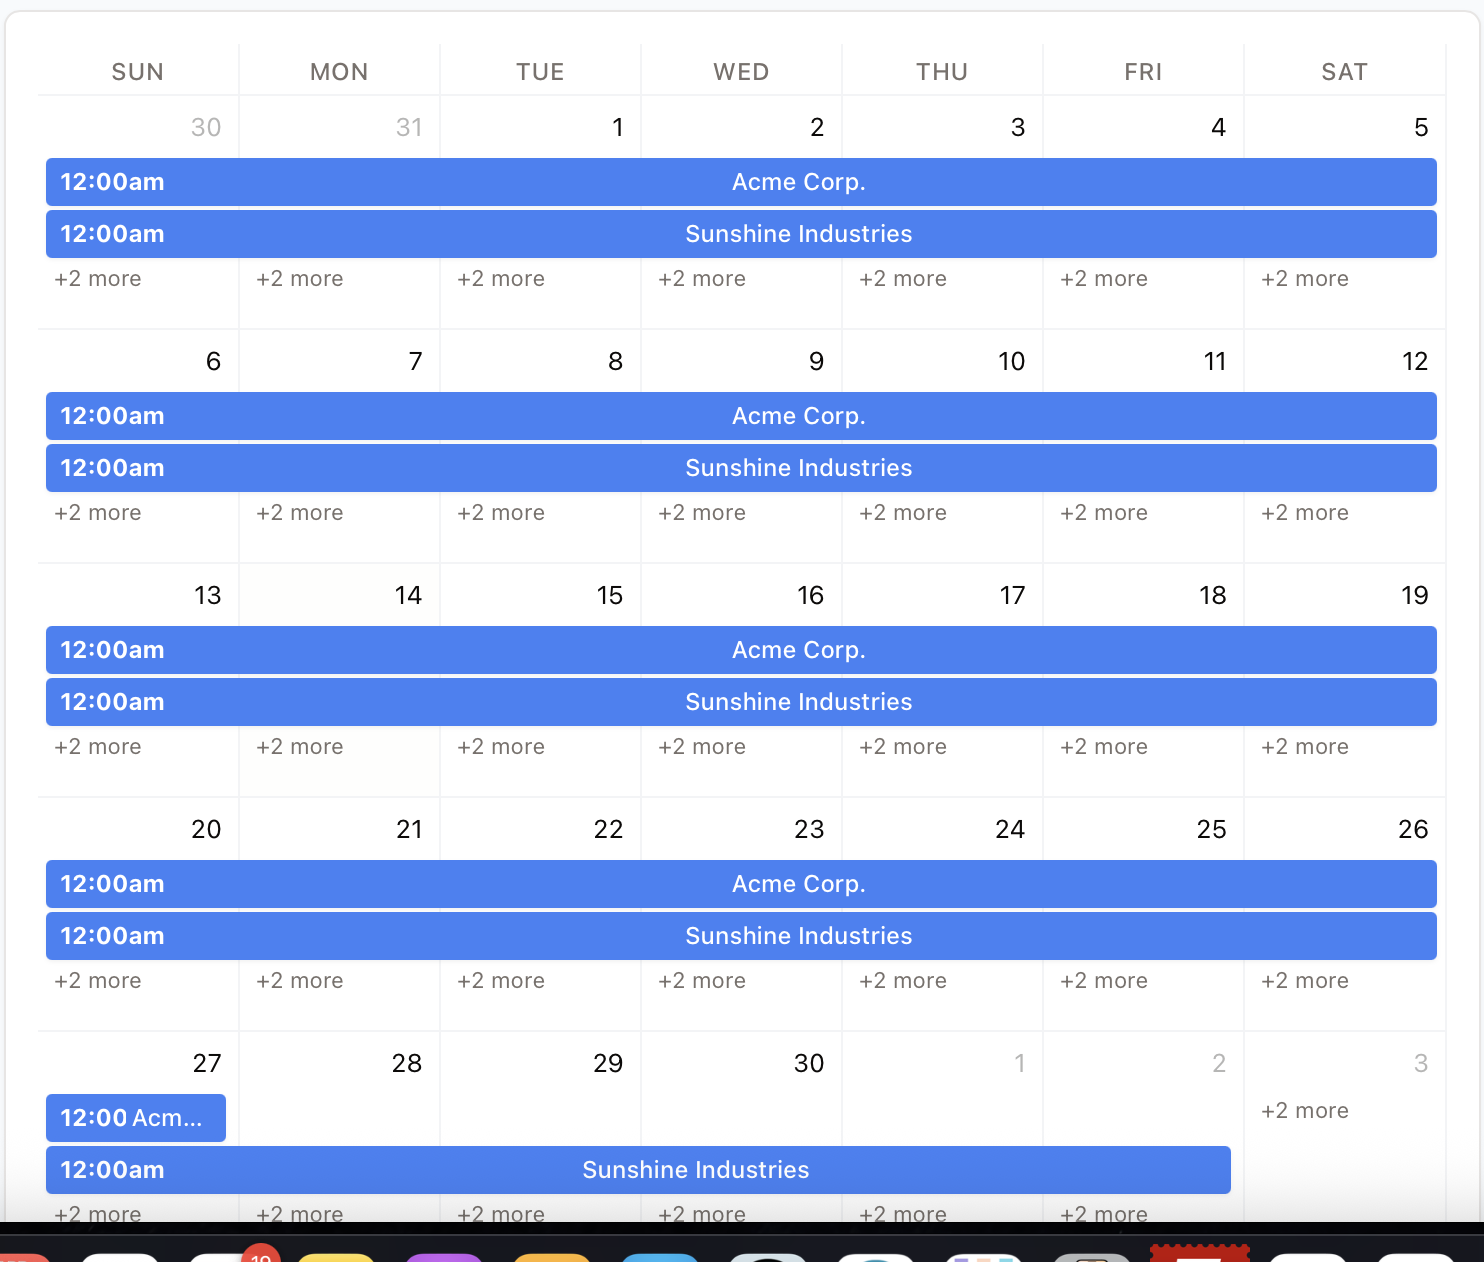 SUN MON TUE WED THU FRI SAT
30 31 1 2 3 4 5
12:00am Acme Corp.
12:00am Sunshine Industries
+2 more +2 more +2 more +2 more +2 more +2 more +2 more
6 7 8 9 10 11 12
12:00am Acme Corp.
12:00am Sunshine Industries
+2 more +2 more +2 more +2 more +2 more +2 more +2 more
13 14 15 16 17 18 19
12:00am Acme Corp.
12:00am Sunshine Industries
+2 more +2 more +2 more +2 more +2 more +2 more +2 more
20 21 22 23 24 25 26
12:00am Acme Corp.
12:00am Sunshine Industries
+2 more +2 more +2 more +2 more +2 more +2 more +2 more
27 28 29 30 1 2 3
12:00 Acm... +2 more
12:00am Sunshine Industries
+2 more +2 more +2 more +2 more +2 more +2 more